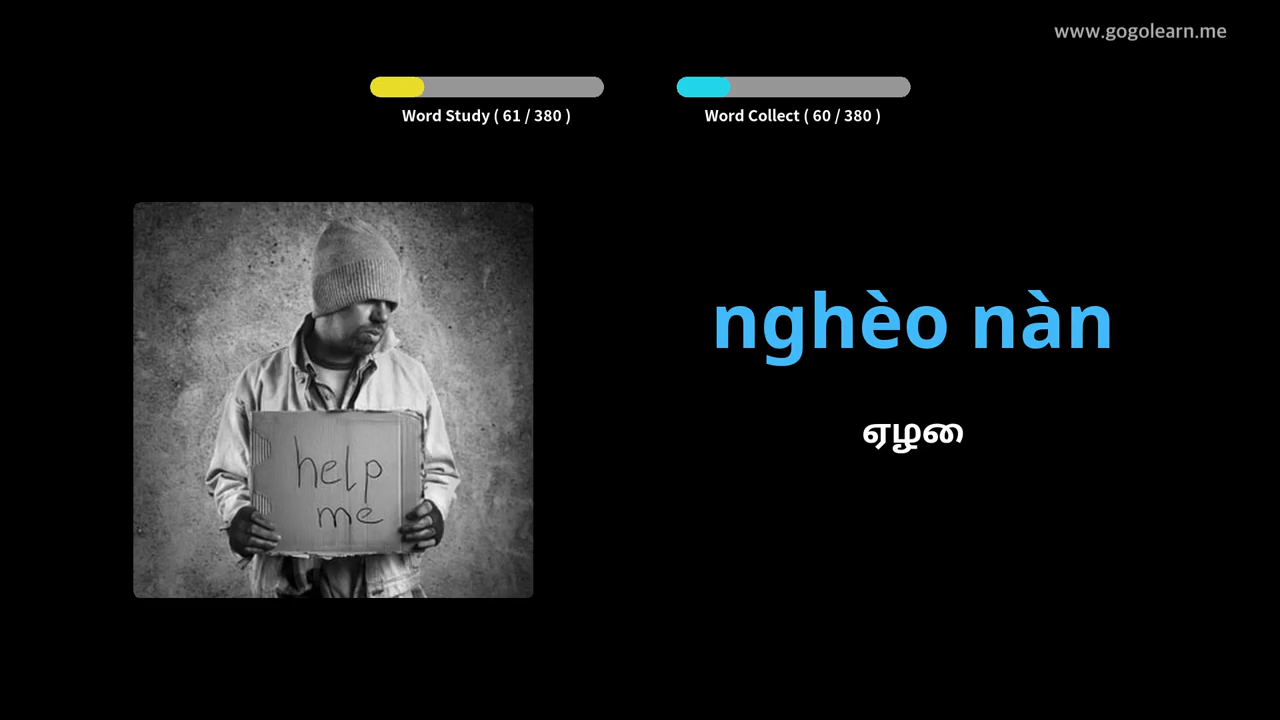 www.gogolearn.me
Word Study ( 61 / 380 )
Word Collect ( 60 / 380 )
help
me
nghèo nàn
ஏழை